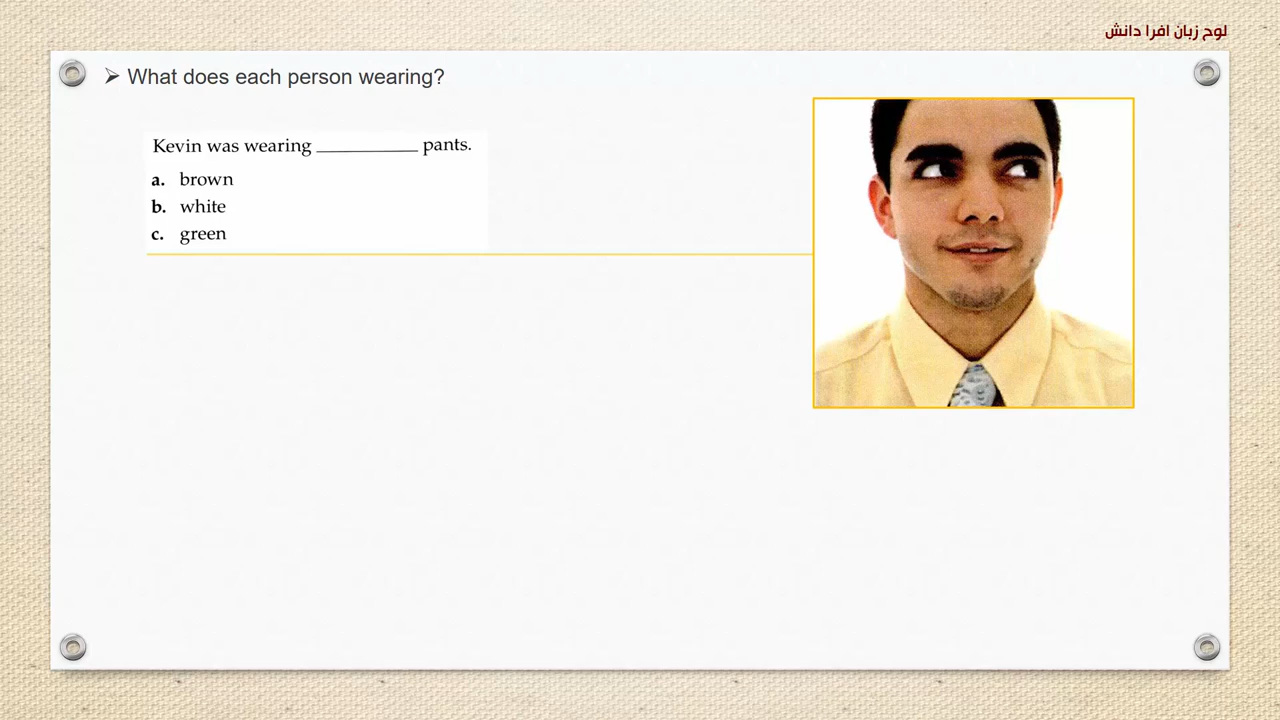 لوح زبان افرا دانش
➢ What does each person wearing?
Kevin was wearing __________ pants.
a. brown
b. white
c. green